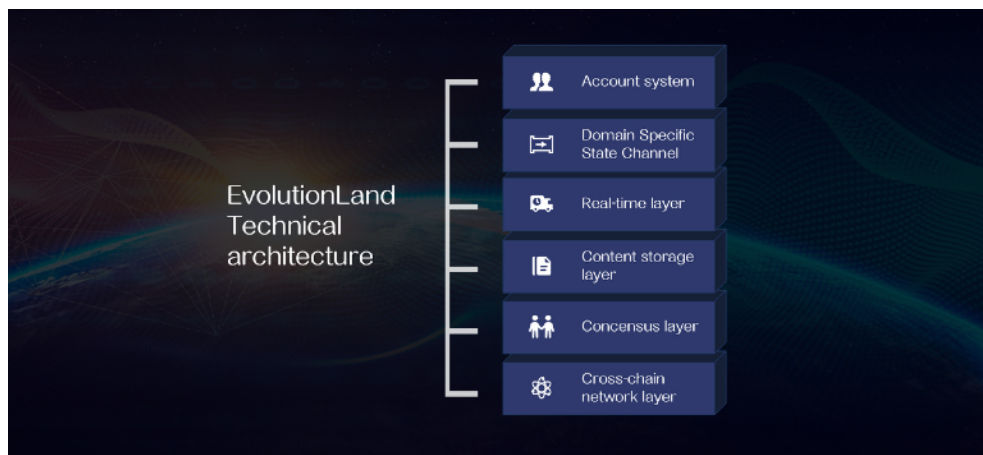 EvolutionLand
Technical
architecture
Account system
Domain Specific
State Channel
Real-time layer
Content storage
layer
Concensus layer
Cross-chain
network layer